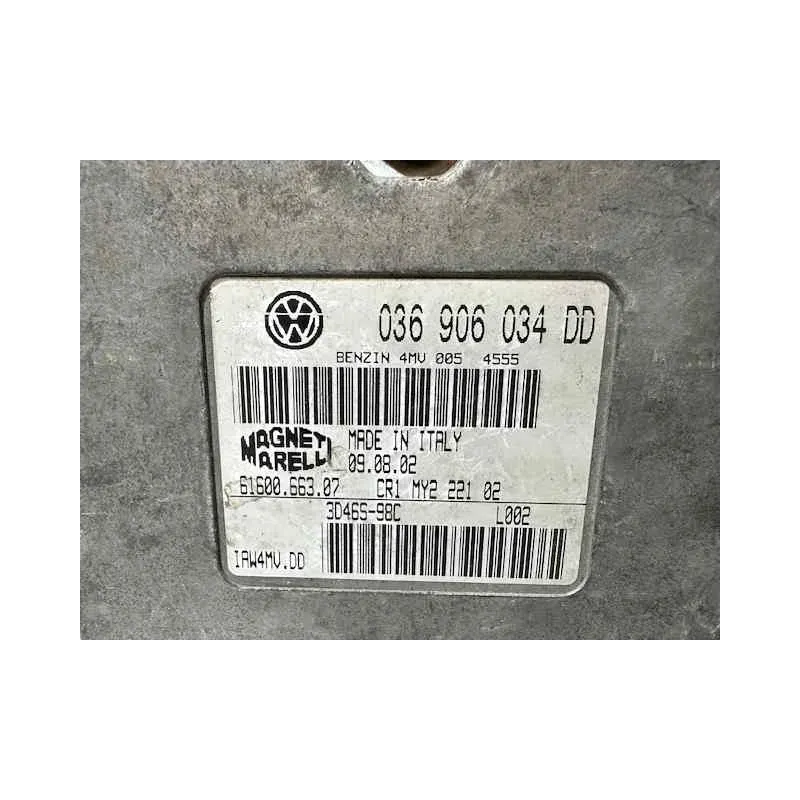 036 906 034 DD
BENZIN 4MV 005 4555
MAGNETI MARELLI
MADE IN ITALY
09.08.02
61600.663.07 CR1 MY2 221 02
3D46S-98C L002
IAW4MV.DD